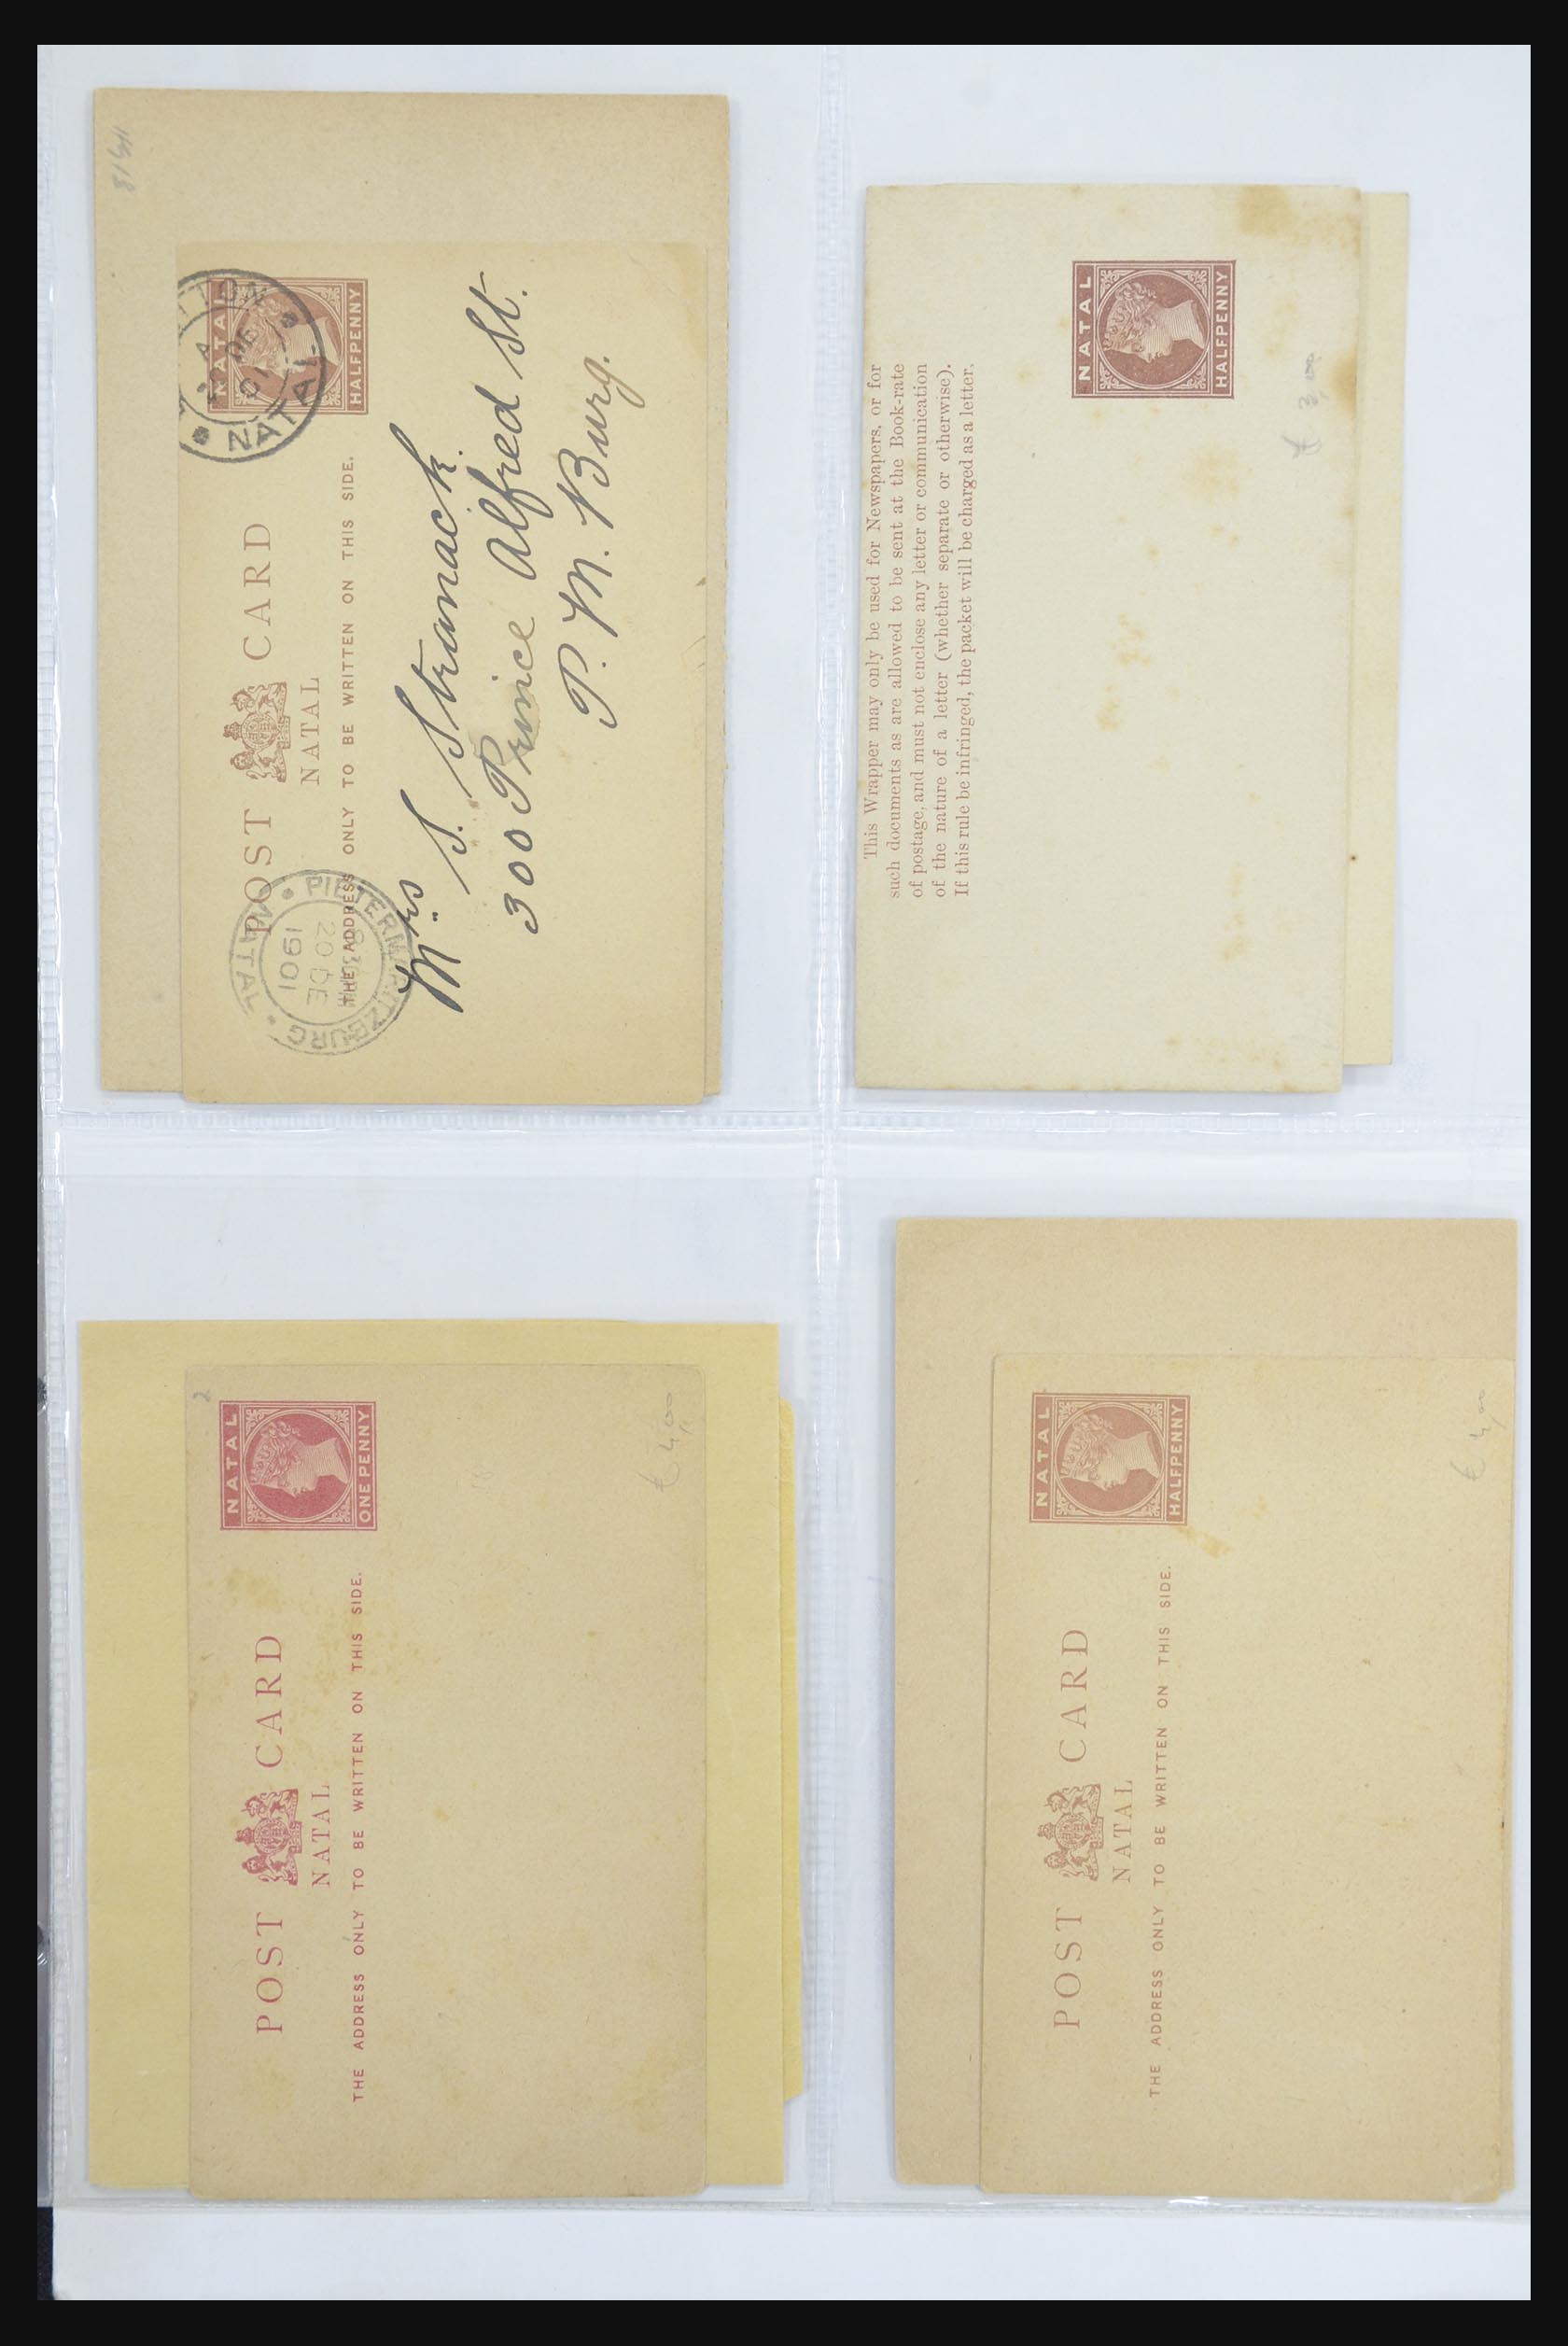 NATAL
HALFPENNY
NATAL
DE
01
POST CARD
NATAL
THE ADDRESS ONLY TO BE WRITTEN ON THIS SIDE.
PIETERMARITZBURG • NATAL •
20 DE
1901
Mrs S. Stranack
300 Prince Alfred St.
P. M. Burg.
This Wrapper may only be used for Newspapers, or for
such documents as are allowed to be sent at the Book-rate
of postage, and must not enclose any letter or communication
of the nature of a letter (whether separate or otherwise).
If this rule be infringed, the packet will be charged as a letter.
NATAL
HALFPENNY
€ 3,00
2
NATAL
ONE PENNY
POST CARD
NATAL
THE ADDRESS ONLY TO BE WRITTEN ON THIS SIDE.
€ 4,00
NATAL
HALFPENNY
POST CARD
NATAL
THE ADDRESS ONLY TO BE WRITTEN ON THIS SIDE.
€ 4,00